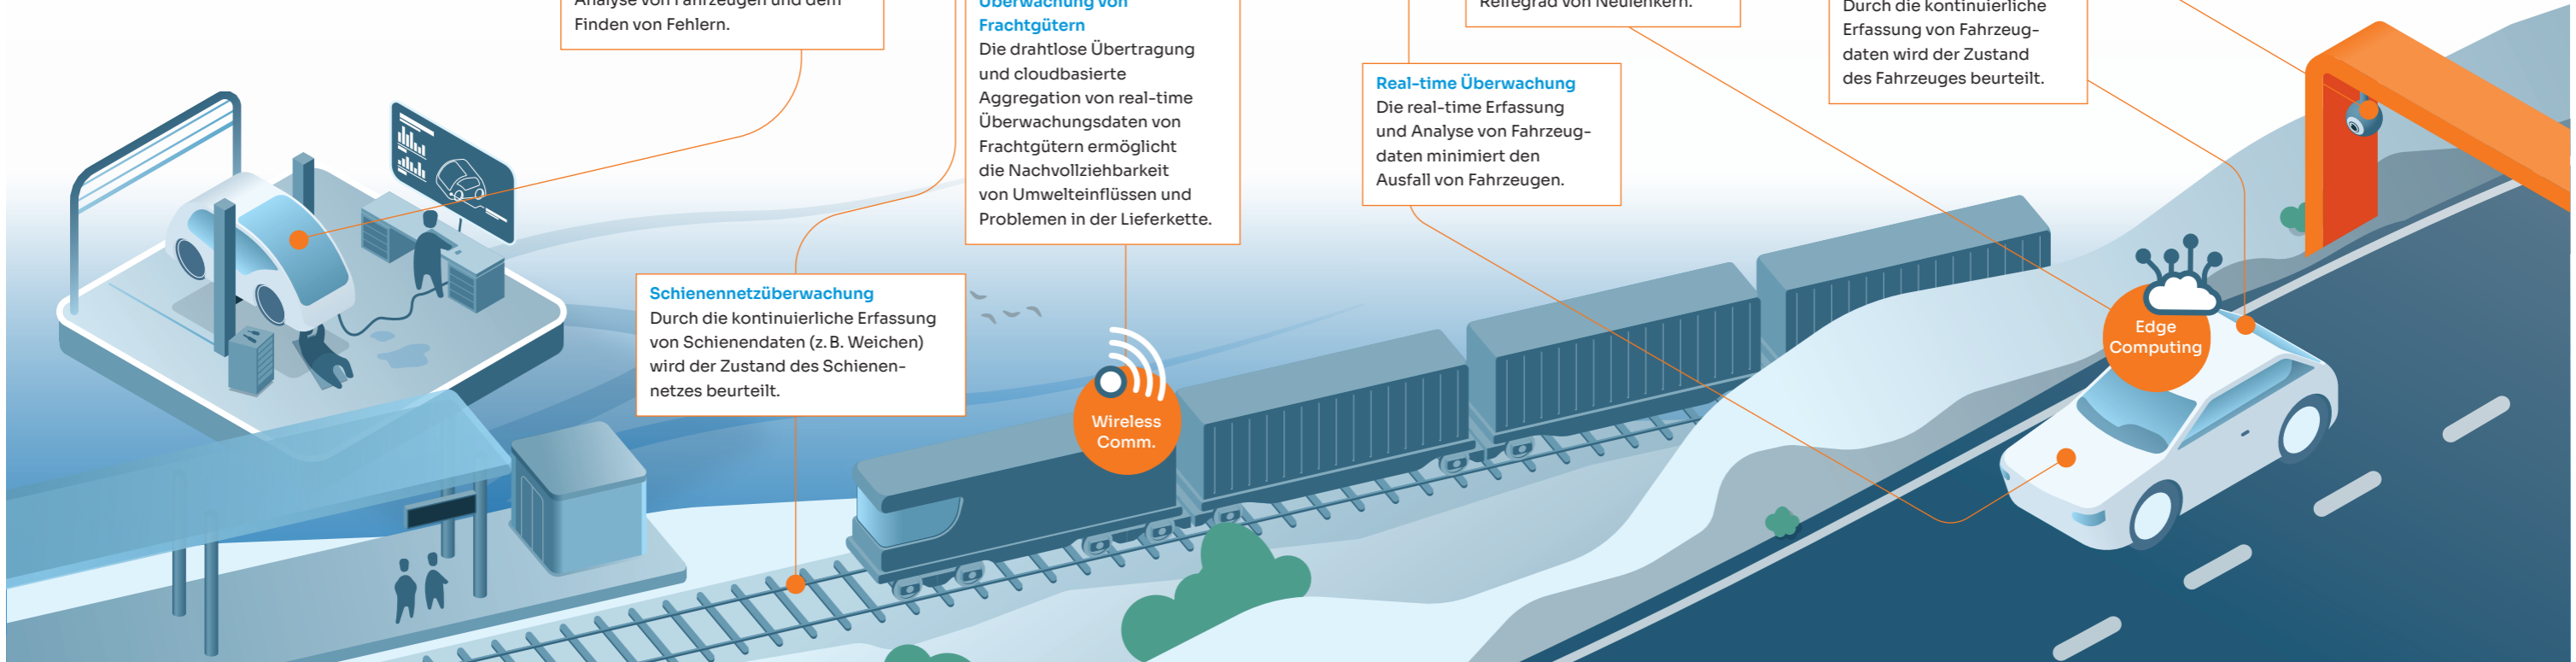 Analyse von Fahrzeugen und dem
Finden von Fehlern.
Überwachung von
Frachtgütern
Die drahtlose Übertragung
und cloudbasierte
Aggregation von real-time
Überwachungsdaten von
Frachtgütern ermöglicht
die Nachvollziehbarkeit
von Umwelteinflüssen und
Problemen in der Lieferkette.
Reifegrad von Neulenkern.
Durch die kontinuierliche
Erfassung von Fahrzeug-
daten wird der Zustand
des Fahrzeuges beurteilt.
Real-time Überwachung
Die real-time Erfassung
und Analyse von Fahrzeug-
daten minimiert den
Ausfall von Fahrzeugen.
Schienennetzüberwachung
Durch die kontinuierliche Erfassung
von Schienendaten (z. B. Weichen)
wird der Zustand des Schienen-
netzes beurteilt.
Edge
Computing
Wireless
Comm.